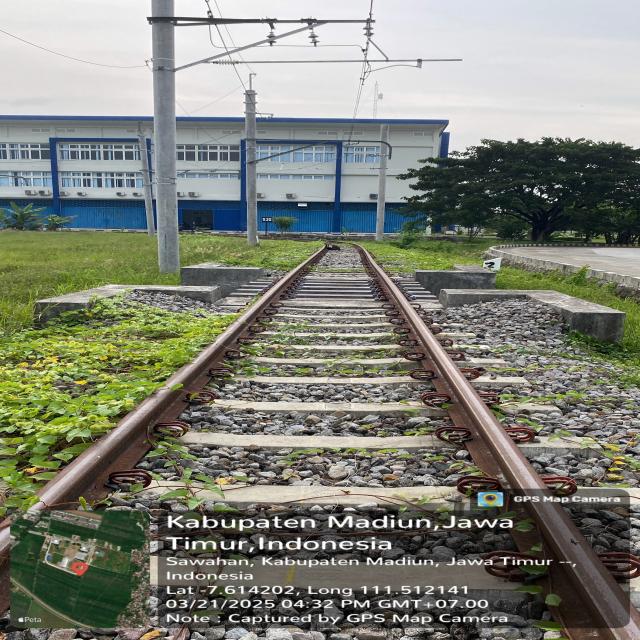 GPS Map Camera
Kabupaten Madiun,Jawa
Timur,Indonesia
Sawahan, Kabupaten Madiun, Jawa Timur --,
Indonesia
Lat -7.614202, Long 111.512141
03/21/2025 04:32 PM GMT+07.00
Note : Captured by GPS Map Camera
Peta